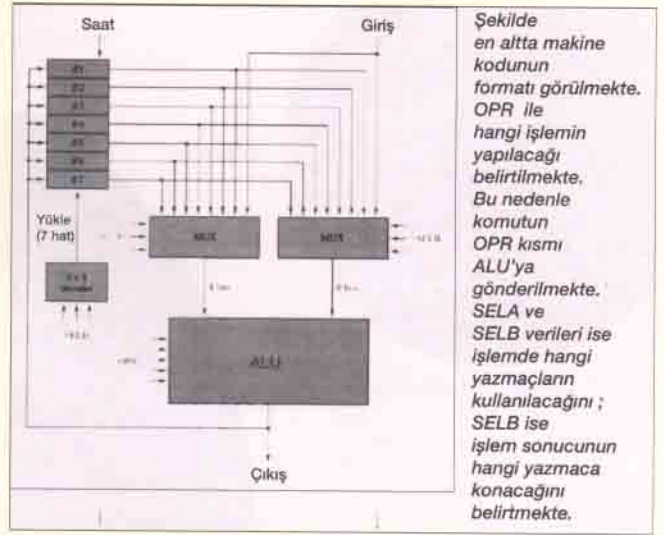 Saat
Giriş
R1
R2
R3
R4
R5
R6
R7
Yükle
(7 hat)
MUX
MUX
3 x 8
ALU
Çıkış
Şekilde
en altta makine
kodunun
formatı görülmekte.
OPR ile
hangi işlemin
yapılacağı
belirtilmekte.
Bu nedenle
komutun
OPR kısmı
ALU'ya
gönderilmekte.
SELA ve
SELB verileri ise
işlemde hangi
yazmaçların
kullanılacağını ;
SELB ise
işlem sonucunun
hangi yazmaca
konacağını
belirtmekte.